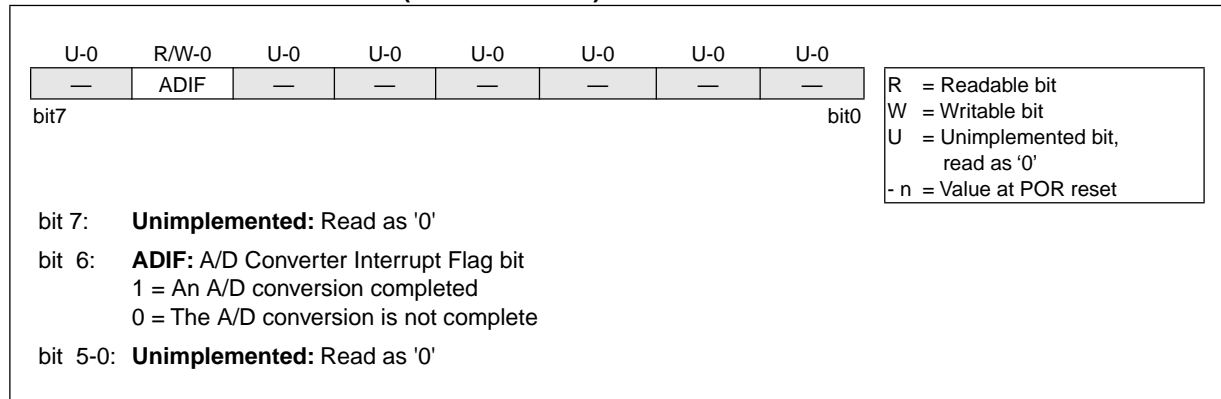 U-0 R/W-0 U-0 U-0 U-0 U-0 U-0 U-0
— ADIF — — — — — —
bit7 bit0
R = Readable bit
W = Writable bit
U = Unimplemented bit,
read as ‘0’
- n = Value at POR reset
bit 7: Unimplemented: Read as '0'
bit 6: ADIF: A/D Converter Interrupt Flag bit
1 = An A/D conversion completed
0 = The A/D conversion is not complete
bit 5-0: Unimplemented: Read as '0'